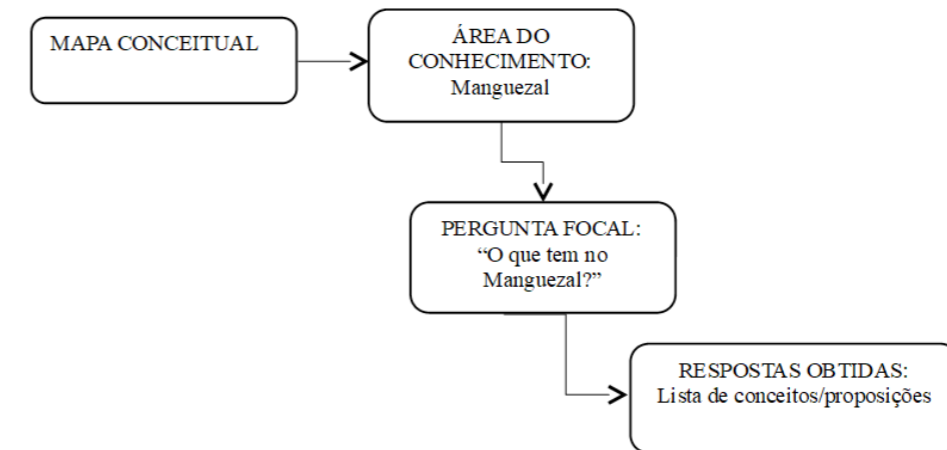 MAPA CONCEITUAL
ÁREA DO
CONHECIMENTO:
Manguezal
PERGUNTA FOCAL:
“O que tem no
Manguezal?”
RESPOSTAS OBTIDAS:
Lista de conceitos/proposições